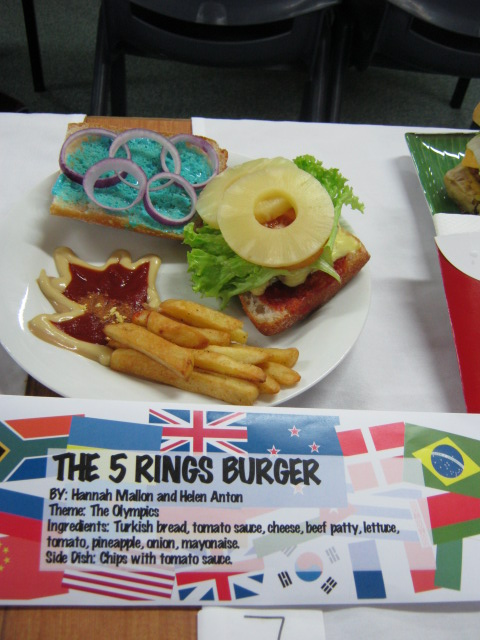 THE 5 RINGS BURGER
BY: Hannah Mallon and Helen Anton
Theme: The Olympics
Ingredients: Turkish bread, tomato sauce, cheese, beef patty, lettuce,
tomato, pineapple, onion, mayonaise.
Side Dish: Chips with tomato sauce.
7